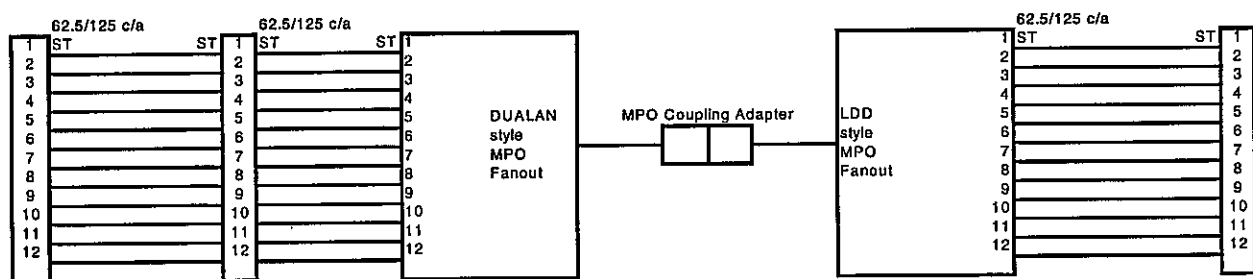 62.5/125 c/a 62.5/125 c/a 62.5/125 c/a
1 ST ST 1 ST ST 1 1 ST ST 1
2 2 2 2 2
3 3 3 3 3
4 4 4 4 4
5 5 5 DUALAN MPO Coupling Adapter LDD 5 5
6 6 6 style style 6 6
7 7 7 MPO MPO 7 7
8 8 8 Fanout Fanout 8 8
9 9 9 9 9
10 10 10 10 10
11 11 11 11 11
12 12 12 12 12